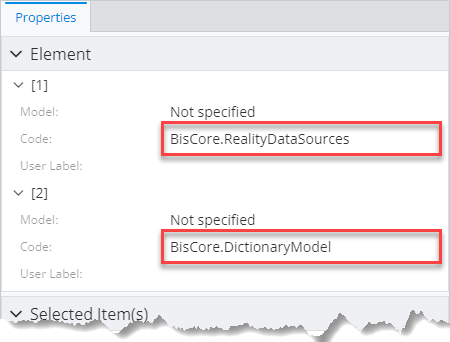 Properties
Element
[1]
Model: Not specified
Code: BisCore.RealityDataSources
User Label:
[2]
Model: Not specified
Code: BisCore.DictionaryModel
User Label:
Selected Item(s)